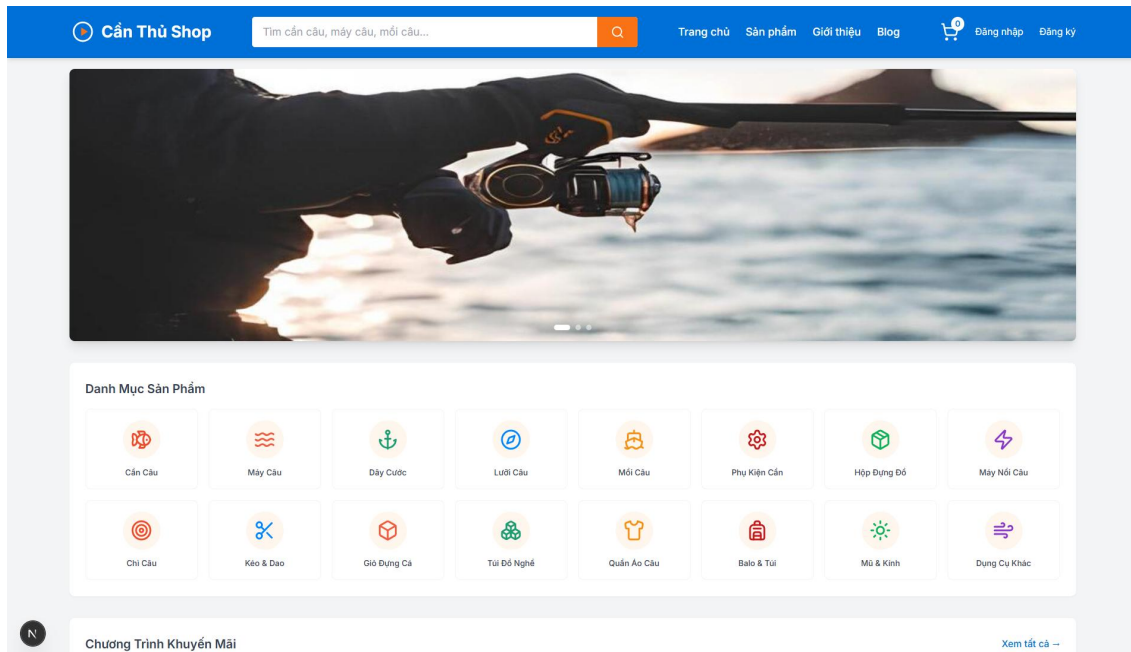 Cần Thủ Shop
Tìm cần câu, máy câu, mồi câu...
Trang chủ Sản phẩm Giới thiệu Blog
0
Đăng nhập Đăng ký
Danh Mục Sản Phẩm
Cần Câu Máy Câu Dây Cước Lưỡi Câu Mồi Câu Phụ Kiện Cần Hộp Đựng Đồ Máy Nối Câu
Chì Câu Kéo & Dao Giỏ Đựng Cá Túi Đồ Nghề Quần Áo Câu Balo & Túi Mũ & Kính Dụng Cụ Khác
N
Chương Trình Khuyến Mãi
Xem tất cả →